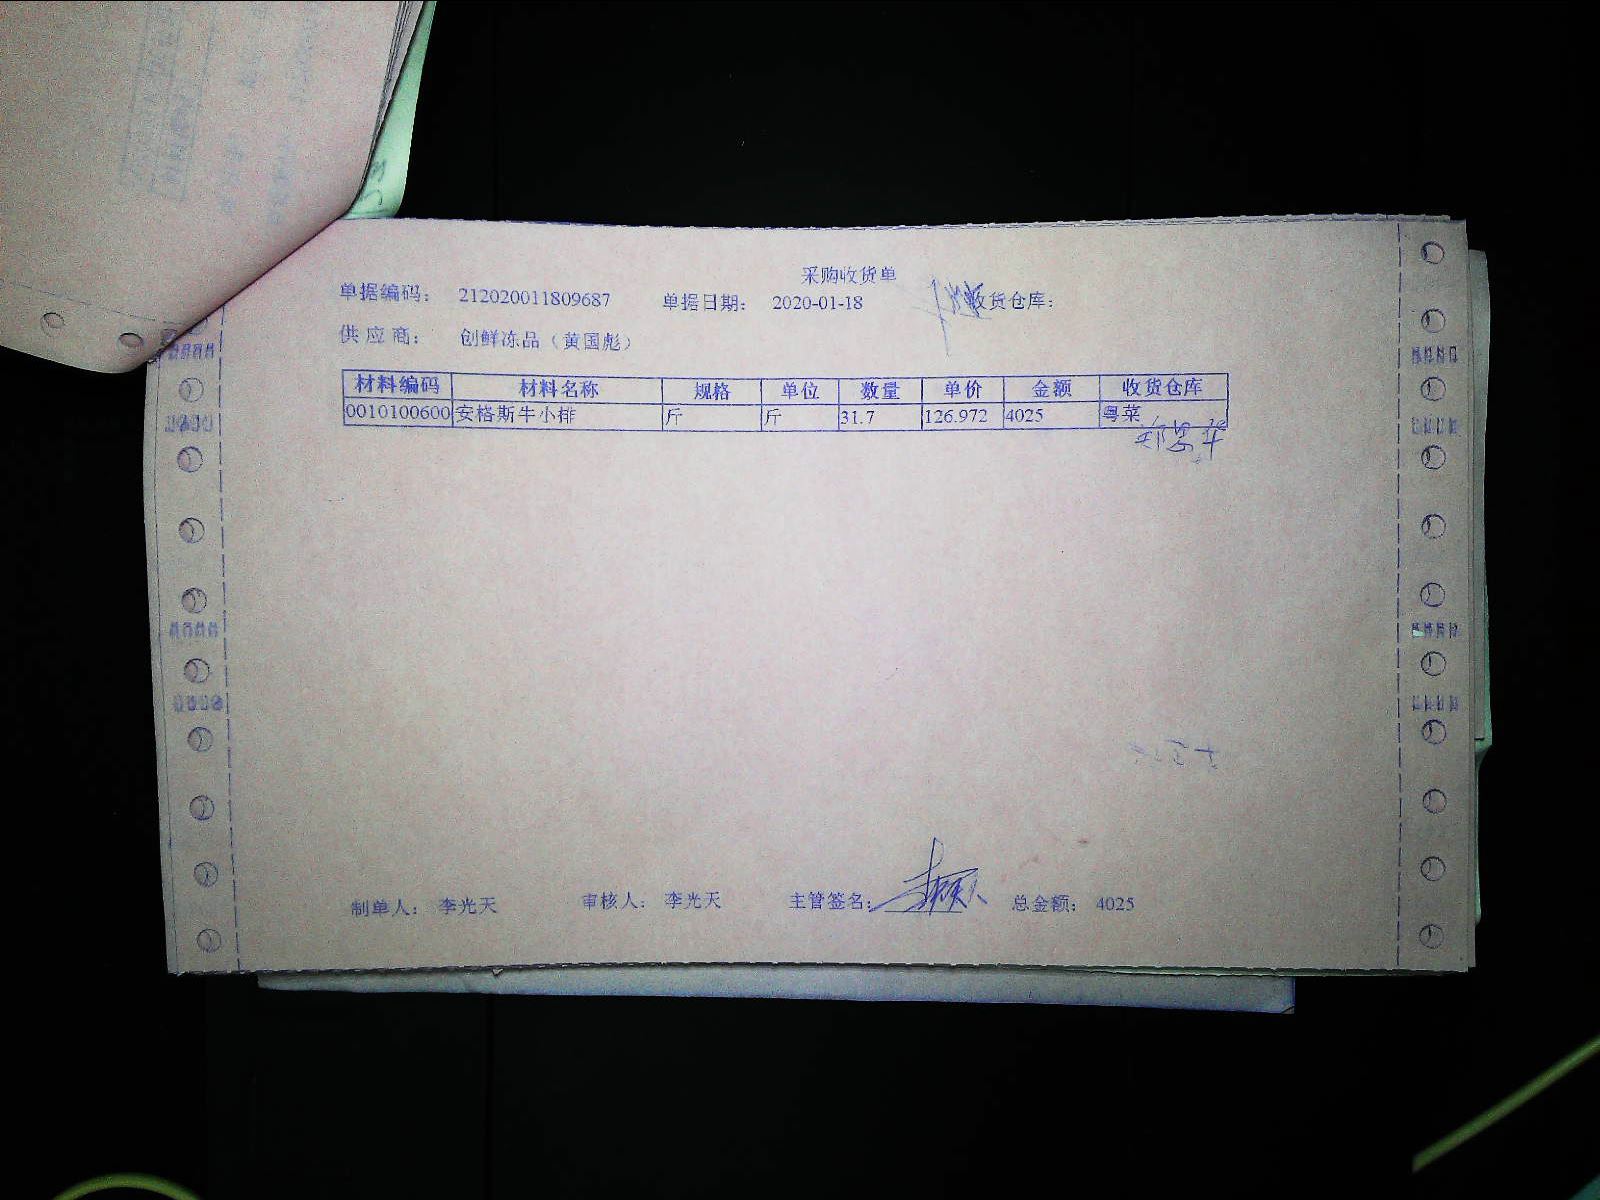 采购收货单
单据编码： 212020011809687 单据日期： 2020-01-18 收货仓库：
供 应 商： 创鲜冻品（黄国彪）
材料编码 材料名称 规格 单位 数量 单价 金额 收货仓库
0010100600 安格斯牛小排 斤 斤 31.7 126.972 4025 粤菜
制单人： 李光天 审核人： 李光天 主管签名： 总金额： 4025